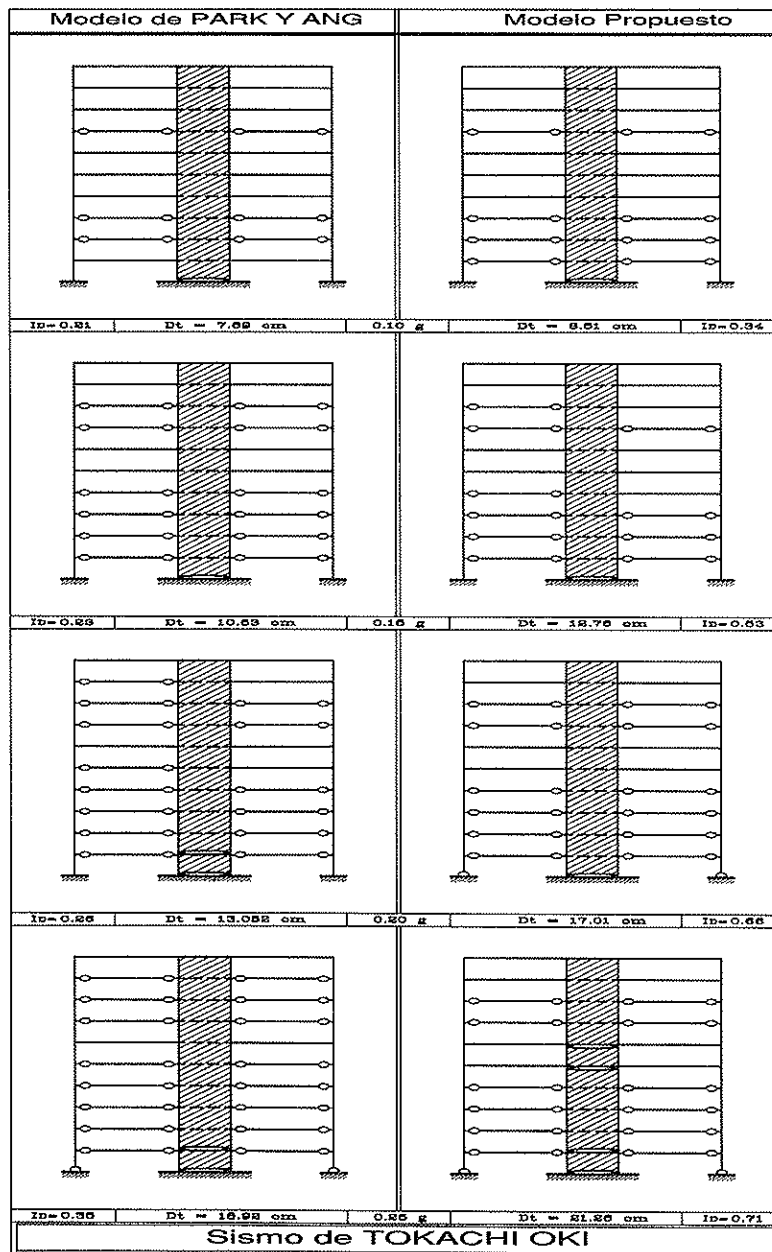 Modelo de PARK Y ANG
Modelo Propuesto
ID=0.21 Dt = 7.69 cm 0.10 g Dt = 8.51 cm ID=0.34
ID=0.23 Dt = 10.63 cm 0.15 g Dt = 12.76 cm ID=0.53
ID=0.26 Dt = 13.052 cm 0.20 g Dt = 17.01 cm ID=0.66
ID=0.35 Dt = 16.92 cm 0.25 g Dt = 21.26 cm ID=0.71
Sismo de TOKACHI OKI